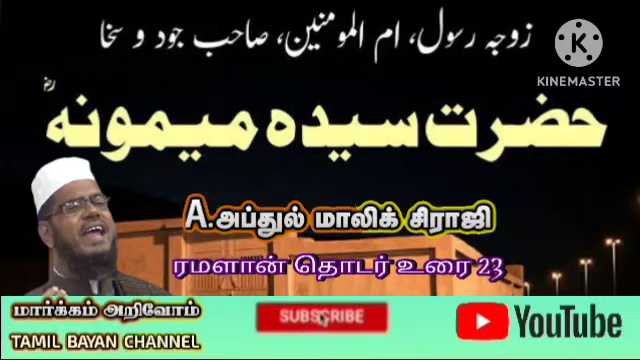 زوجہ رسول، ام المومنین، صاحب جود و سخا
KINEMASTER
حضرت سیدہ میمونہ رض
A.அப்துல் மாலிக் சிராஜி
ரமளான் தொடர் உரை 23
மார்க்கம் அறிவோம்
TAMIL BAYAN CHANNEL
SUBSCRIBE
YouTube